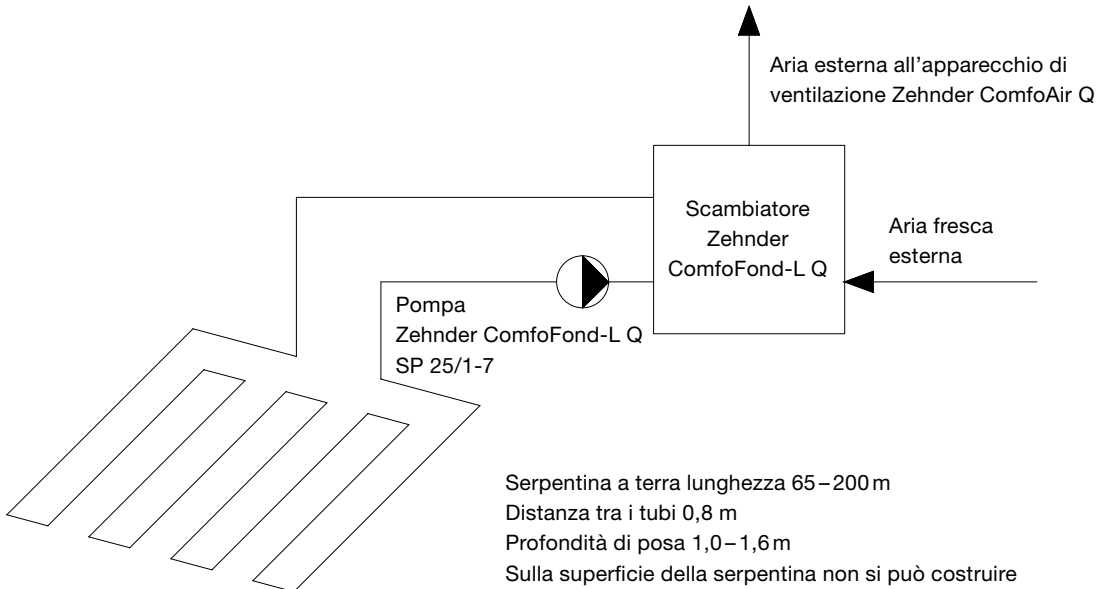 Aria esterna all'apparecchio di
ventilazione Zehnder ComfoAir Q
Scambiatore
Zehnder
ComfoFond-L Q
Aria fresca
esterna
Pompa
Zehnder ComfoFond-L Q
SP 25/1-7
Serpentina a terra lunghezza 65–200 m
Distanza tra i tubi 0,8 m
Profondità di posa 1,0–1,6 m
Sulla superficie della serpentina non si può costruire